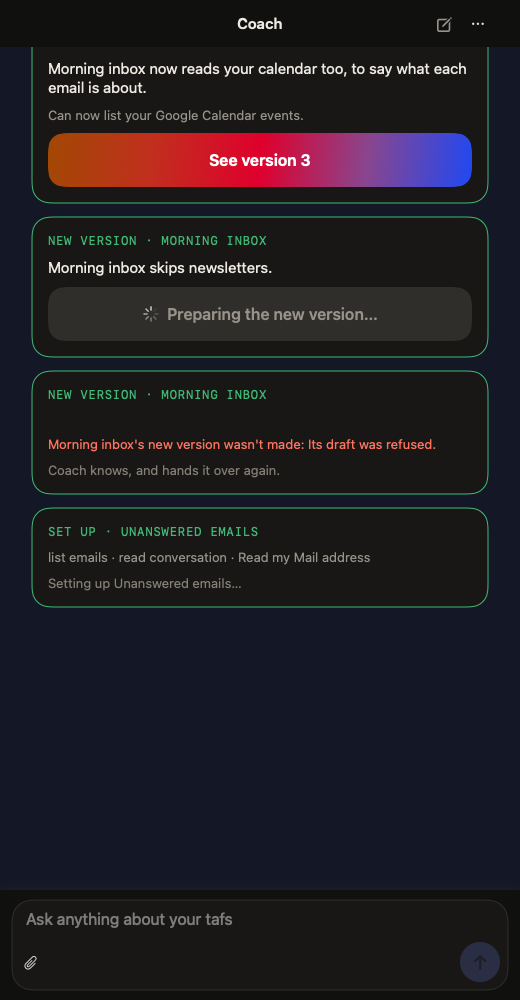 Coach
Morning inbox now reads your calendar too, to say what each
email is about.
Can now list your Google Calendar events.
See version 3
NEW VERSION · MORNING INBOX
Morning inbox skips newsletters.
Preparing the new version...
NEW VERSION · MORNING INBOX
Morning inbox's new version wasn't made: Its draft was refused.
Coach knows, and hands it over again.
SET UP · UNANSWERED EMAILS
list emails · read conversation · Read my Mail address
Setting up Unanswered emails...
Ask anything about your tafs